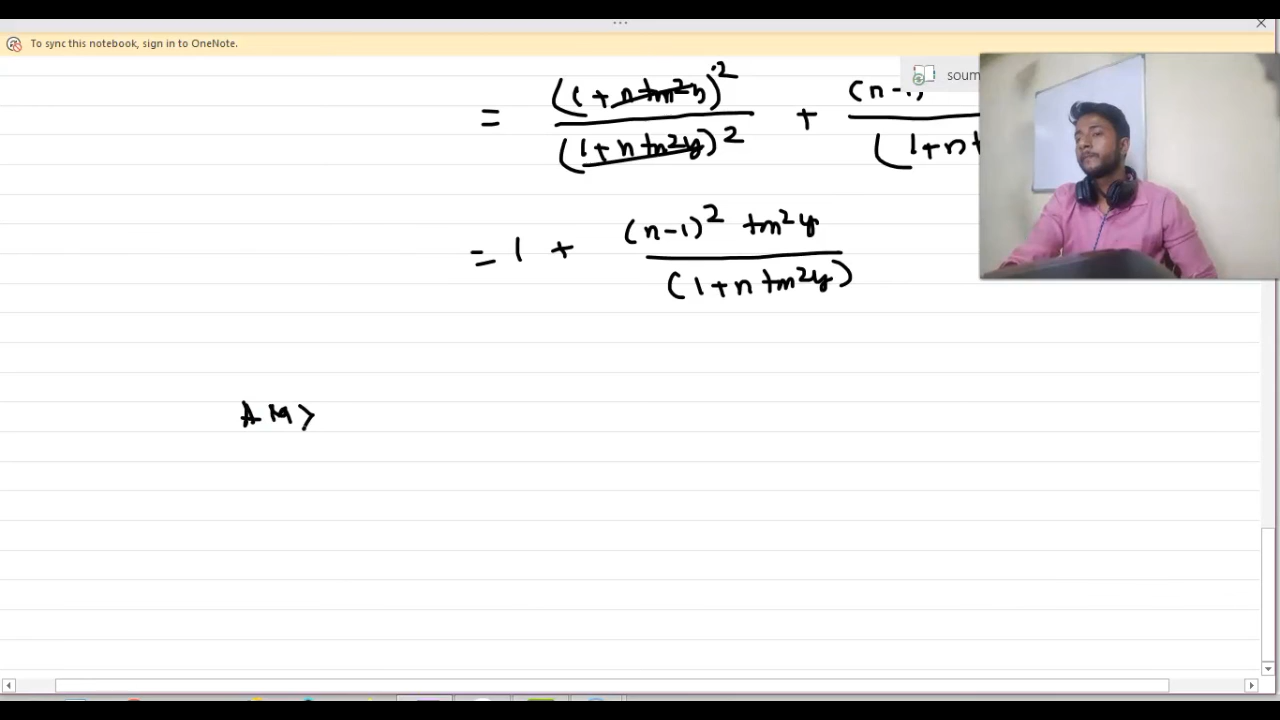 To sync this notebook, sign in to OneNote.
soum
= (1 + n tan²y)² / (1 + n tan²y)² + (n-1) / (1+n
= 1 + (n-1)² tan²y / (1+n tan²y)
AM >